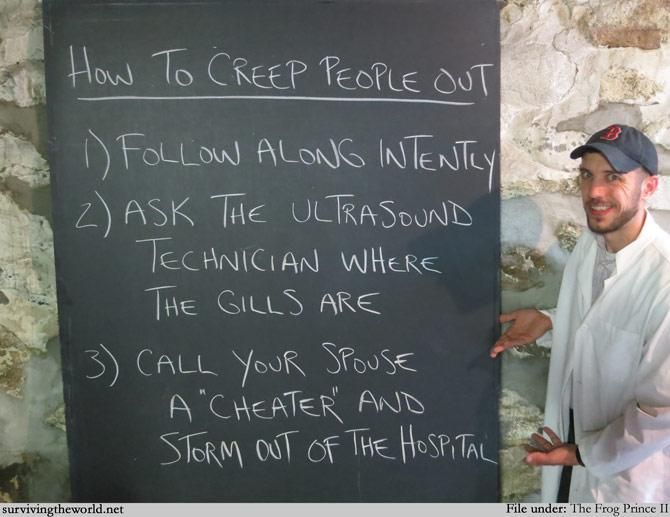 HOW TO CREEP PEOPLE OUT
1) FOLLOW ALONG INTENTLY
2) ASK THE ULTRASOUND
TECHNICIAN WHERE
THE GILLS ARE
3) CALL YOUR SPOUSE
A "CHEATER" AND
STORM OUT OF THE HOSPITAL
B
survivingtheworld.net
File under: The Frog Prince II